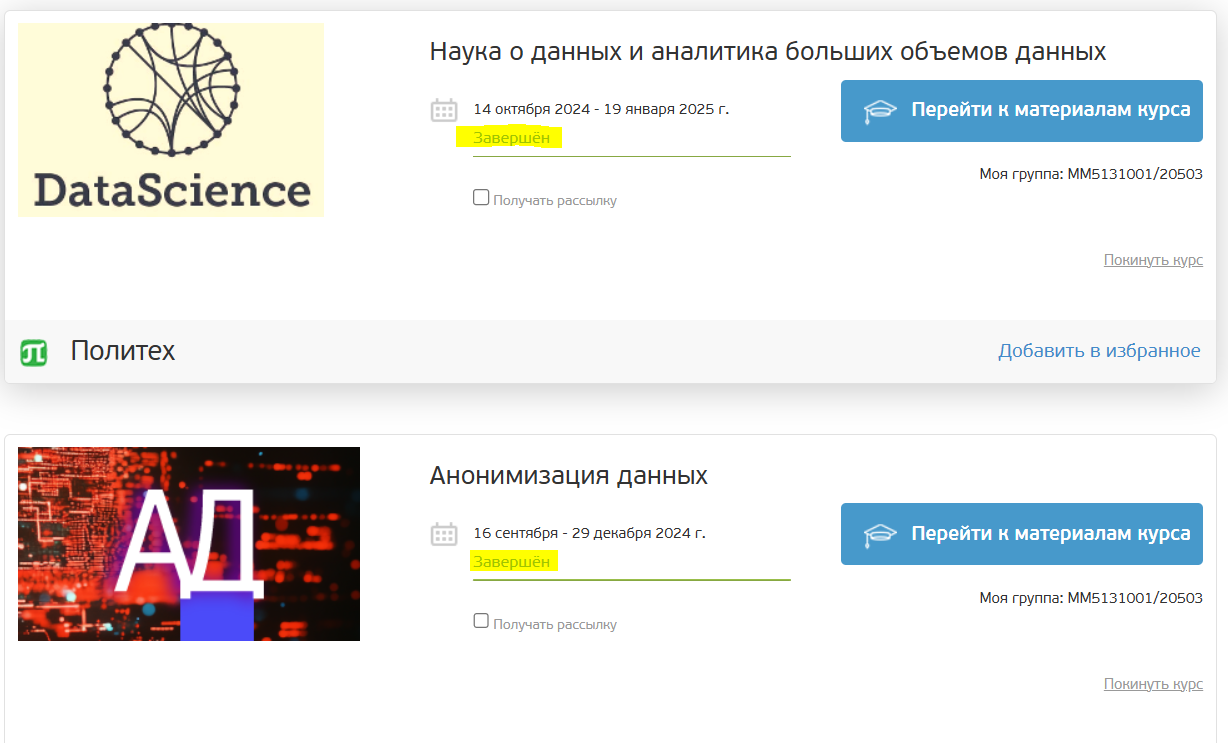 DataScience
Наука о данных и аналитика больших объемов данных
14 октября 2024 - 19 января 2025 г.
Завершён
Получать рассылку
Перейти к материалам курса
Моя группа: ММ5131001/20503
Покинуть курс
Политех
Добавить в избранное
АД
Анонимизация данных
16 сентября - 29 декабря 2024 г.
Завершён
Получать рассылку
Перейти к материалам курса
Моя группа: ММ5131001/20503
Покинуть курс